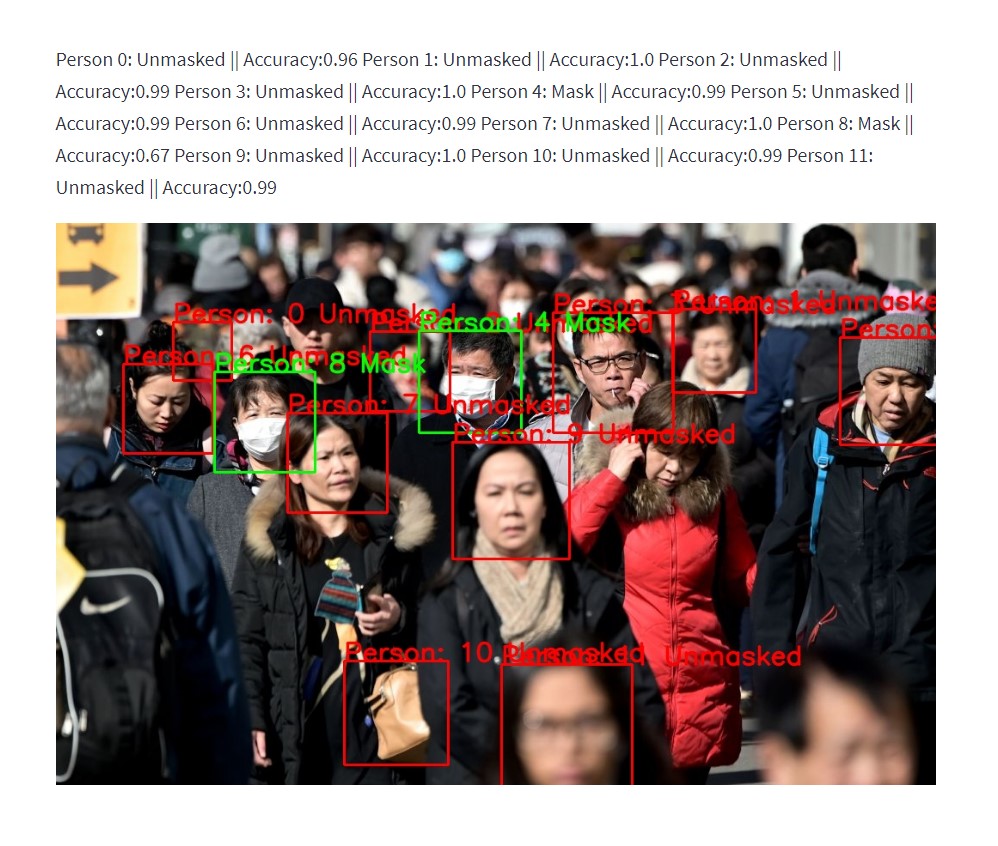 Person 0: Unmasked || Accuracy:0.96 Person 1: Unmasked || Accuracy:1.0 Person 2: Unmasked ||
Accuracy:0.99 Person 3: Unmasked || Accuracy:1.0 Person 4: Mask || Accuracy:0.99 Person 5: Unmasked ||
Accuracy:0.99 Person 6: Unmasked || Accuracy:0.99 Person 7: Unmasked || Accuracy:1.0 Person 8: Mask ||
Accuracy:0.67 Person 9: Unmasked || Accuracy:1.0 Person 10: Unmasked || Accuracy:0.99 Person 11:
Unmasked || Accuracy:0.99
Person: 0 Unmasked
Person: 4 Mask
Person:
Person: 6 Unmasked
Person: 8 Mask
Person: 7 Unmasked
Person: 9 Unmasked
Person: 10 Unmasked
Unmasked